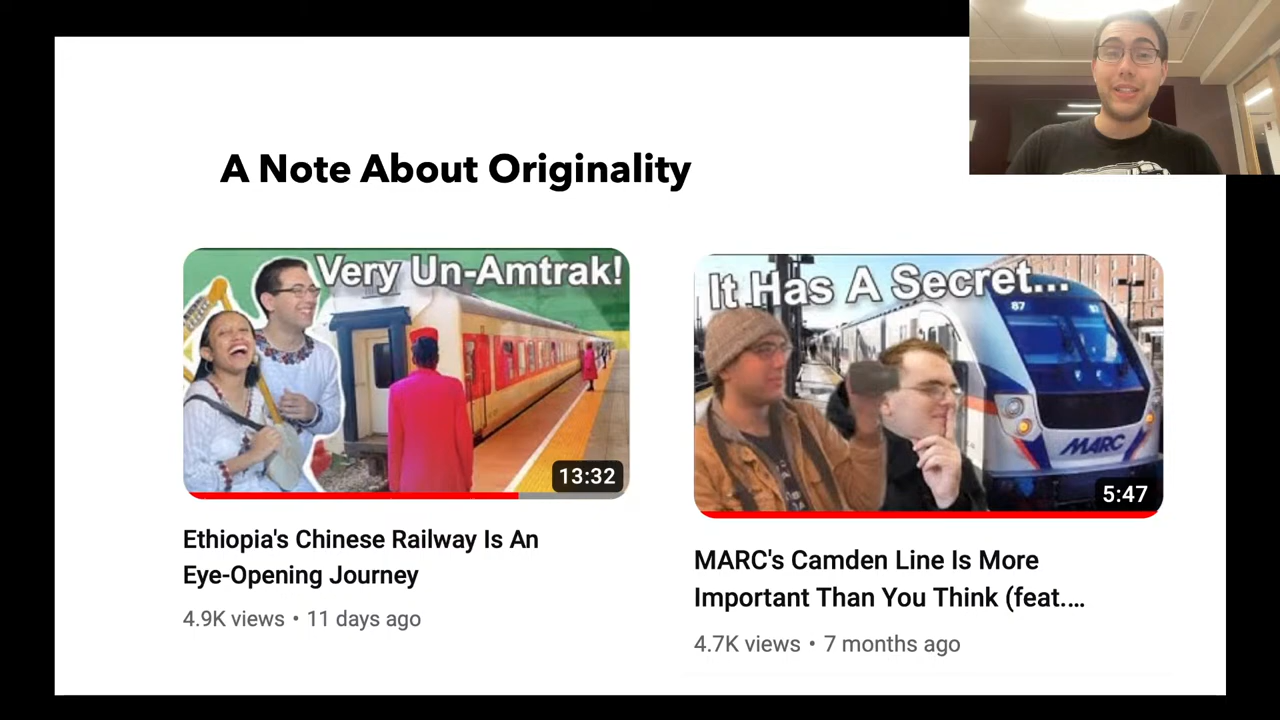 A Note About Originality
Very Un-Amtrak!
13:32
Ethiopia's Chinese Railway Is An
Eye-Opening Journey
4.9K views • 11 days ago
It Has A Secret...
87
MARC
5:47
MARC's Camden Line Is More
Important Than You Think (feat....
4.7K views • 7 months ago